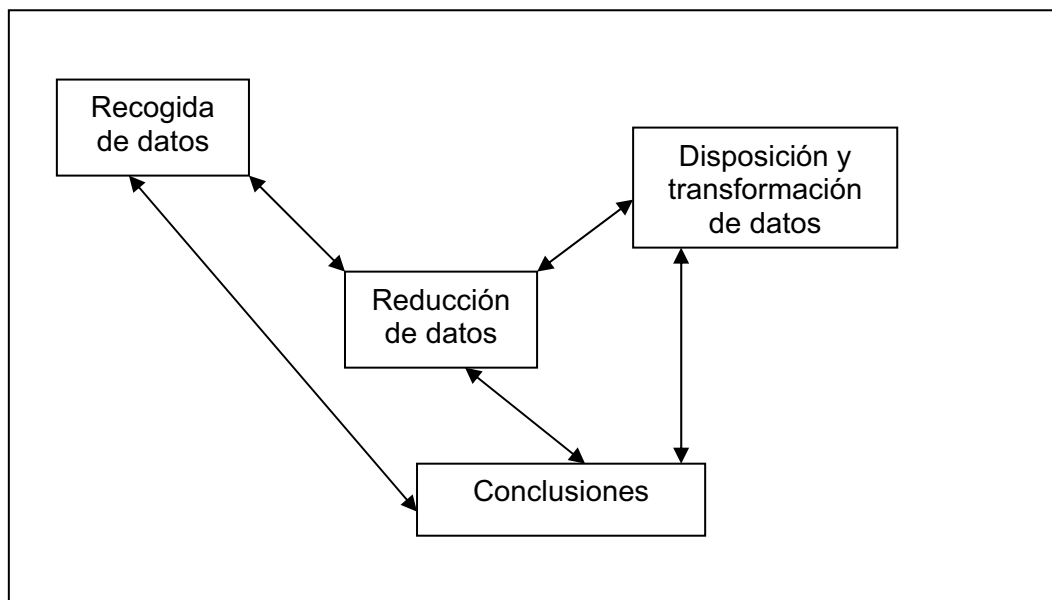 Recogida
de datos
Disposición y
transformación
de datos
Reducción
de datos
Conclusiones